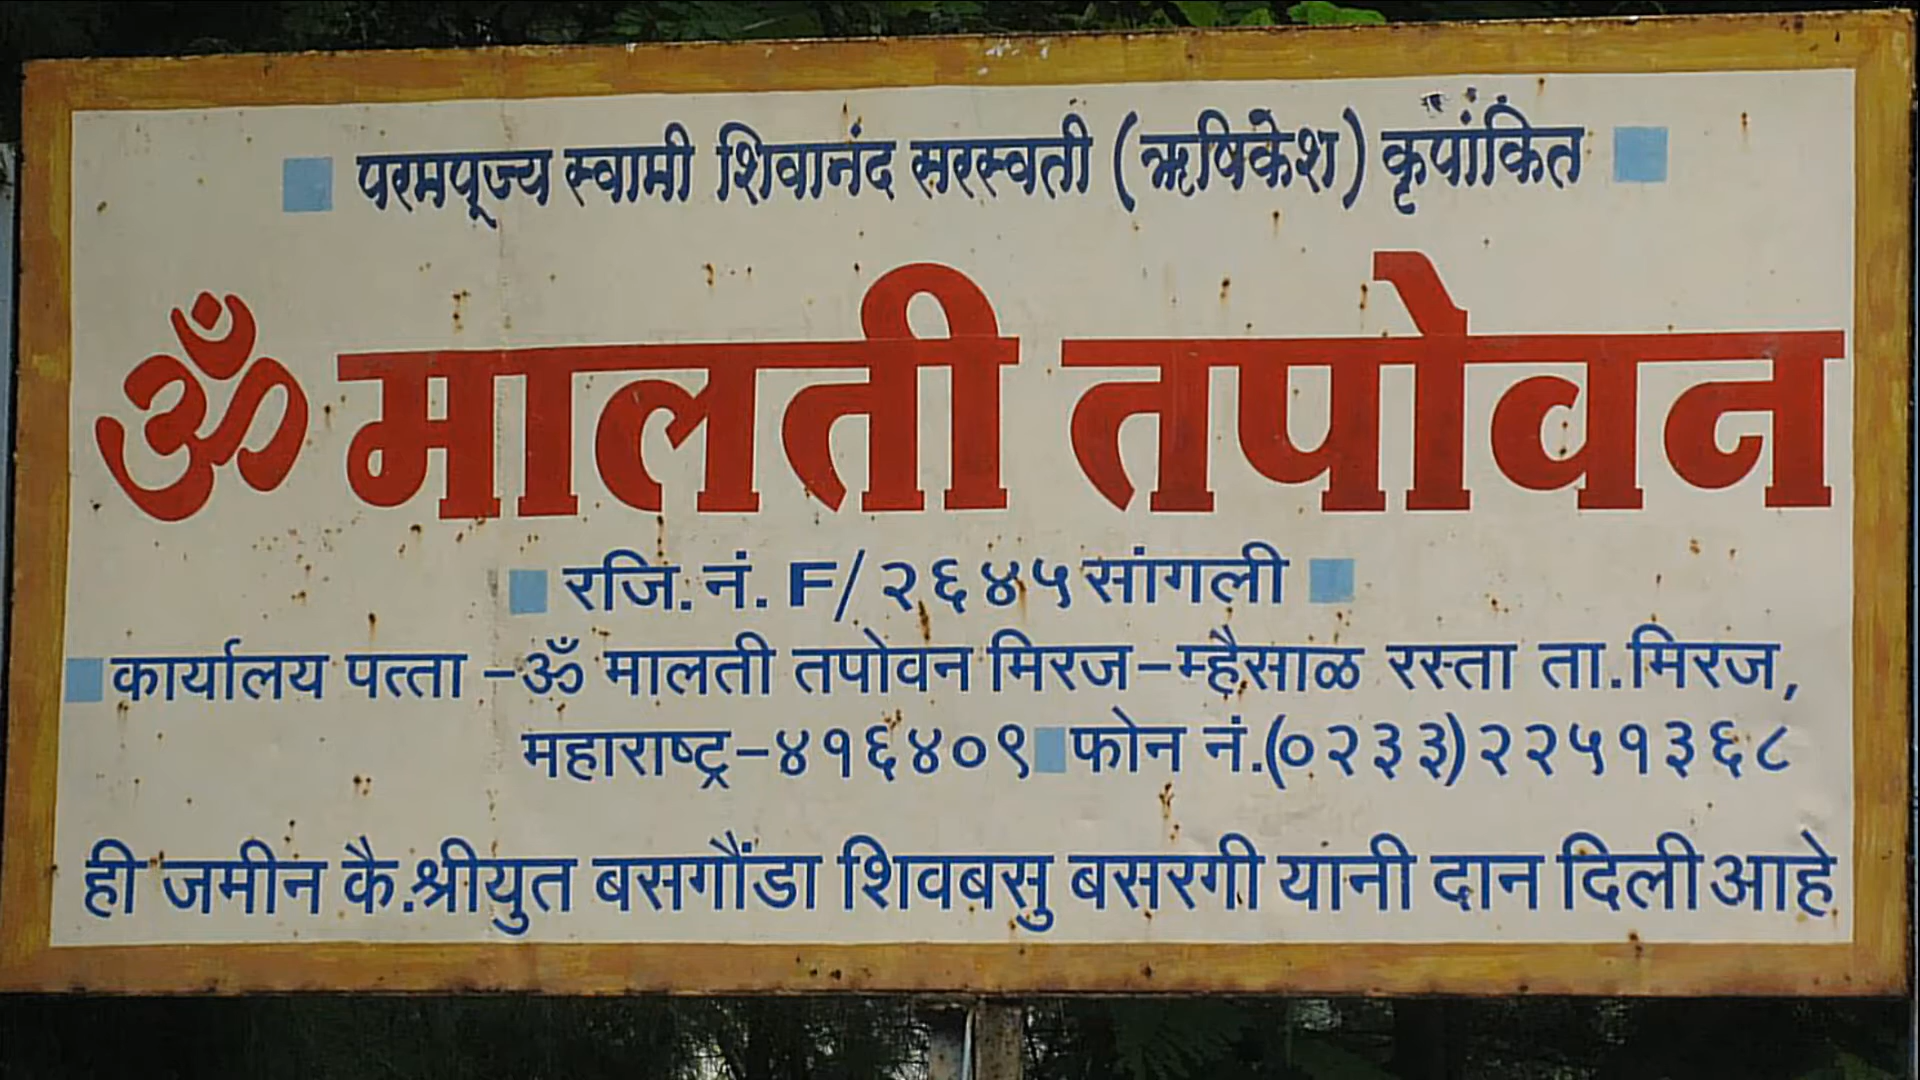 परमपूज्य स्वामी शिवानंद सरस्वती (ऋषिकेश) कृपांकित
ॐ मालती तपोवन
रजि. नं. F/२६४५ सांगली
कार्यालय पत्ता -ॐ मालती तपोवन मिरज-म्हैसाळ रस्ता ता.मिरज,
महाराष्ट्र-४१६४०९ फोन नं.(०२३३)२२५१३६८
ही जमीन कै.श्रीयुत बसगौंडा शिवबसु बसरगी यानी दान दिली आहे